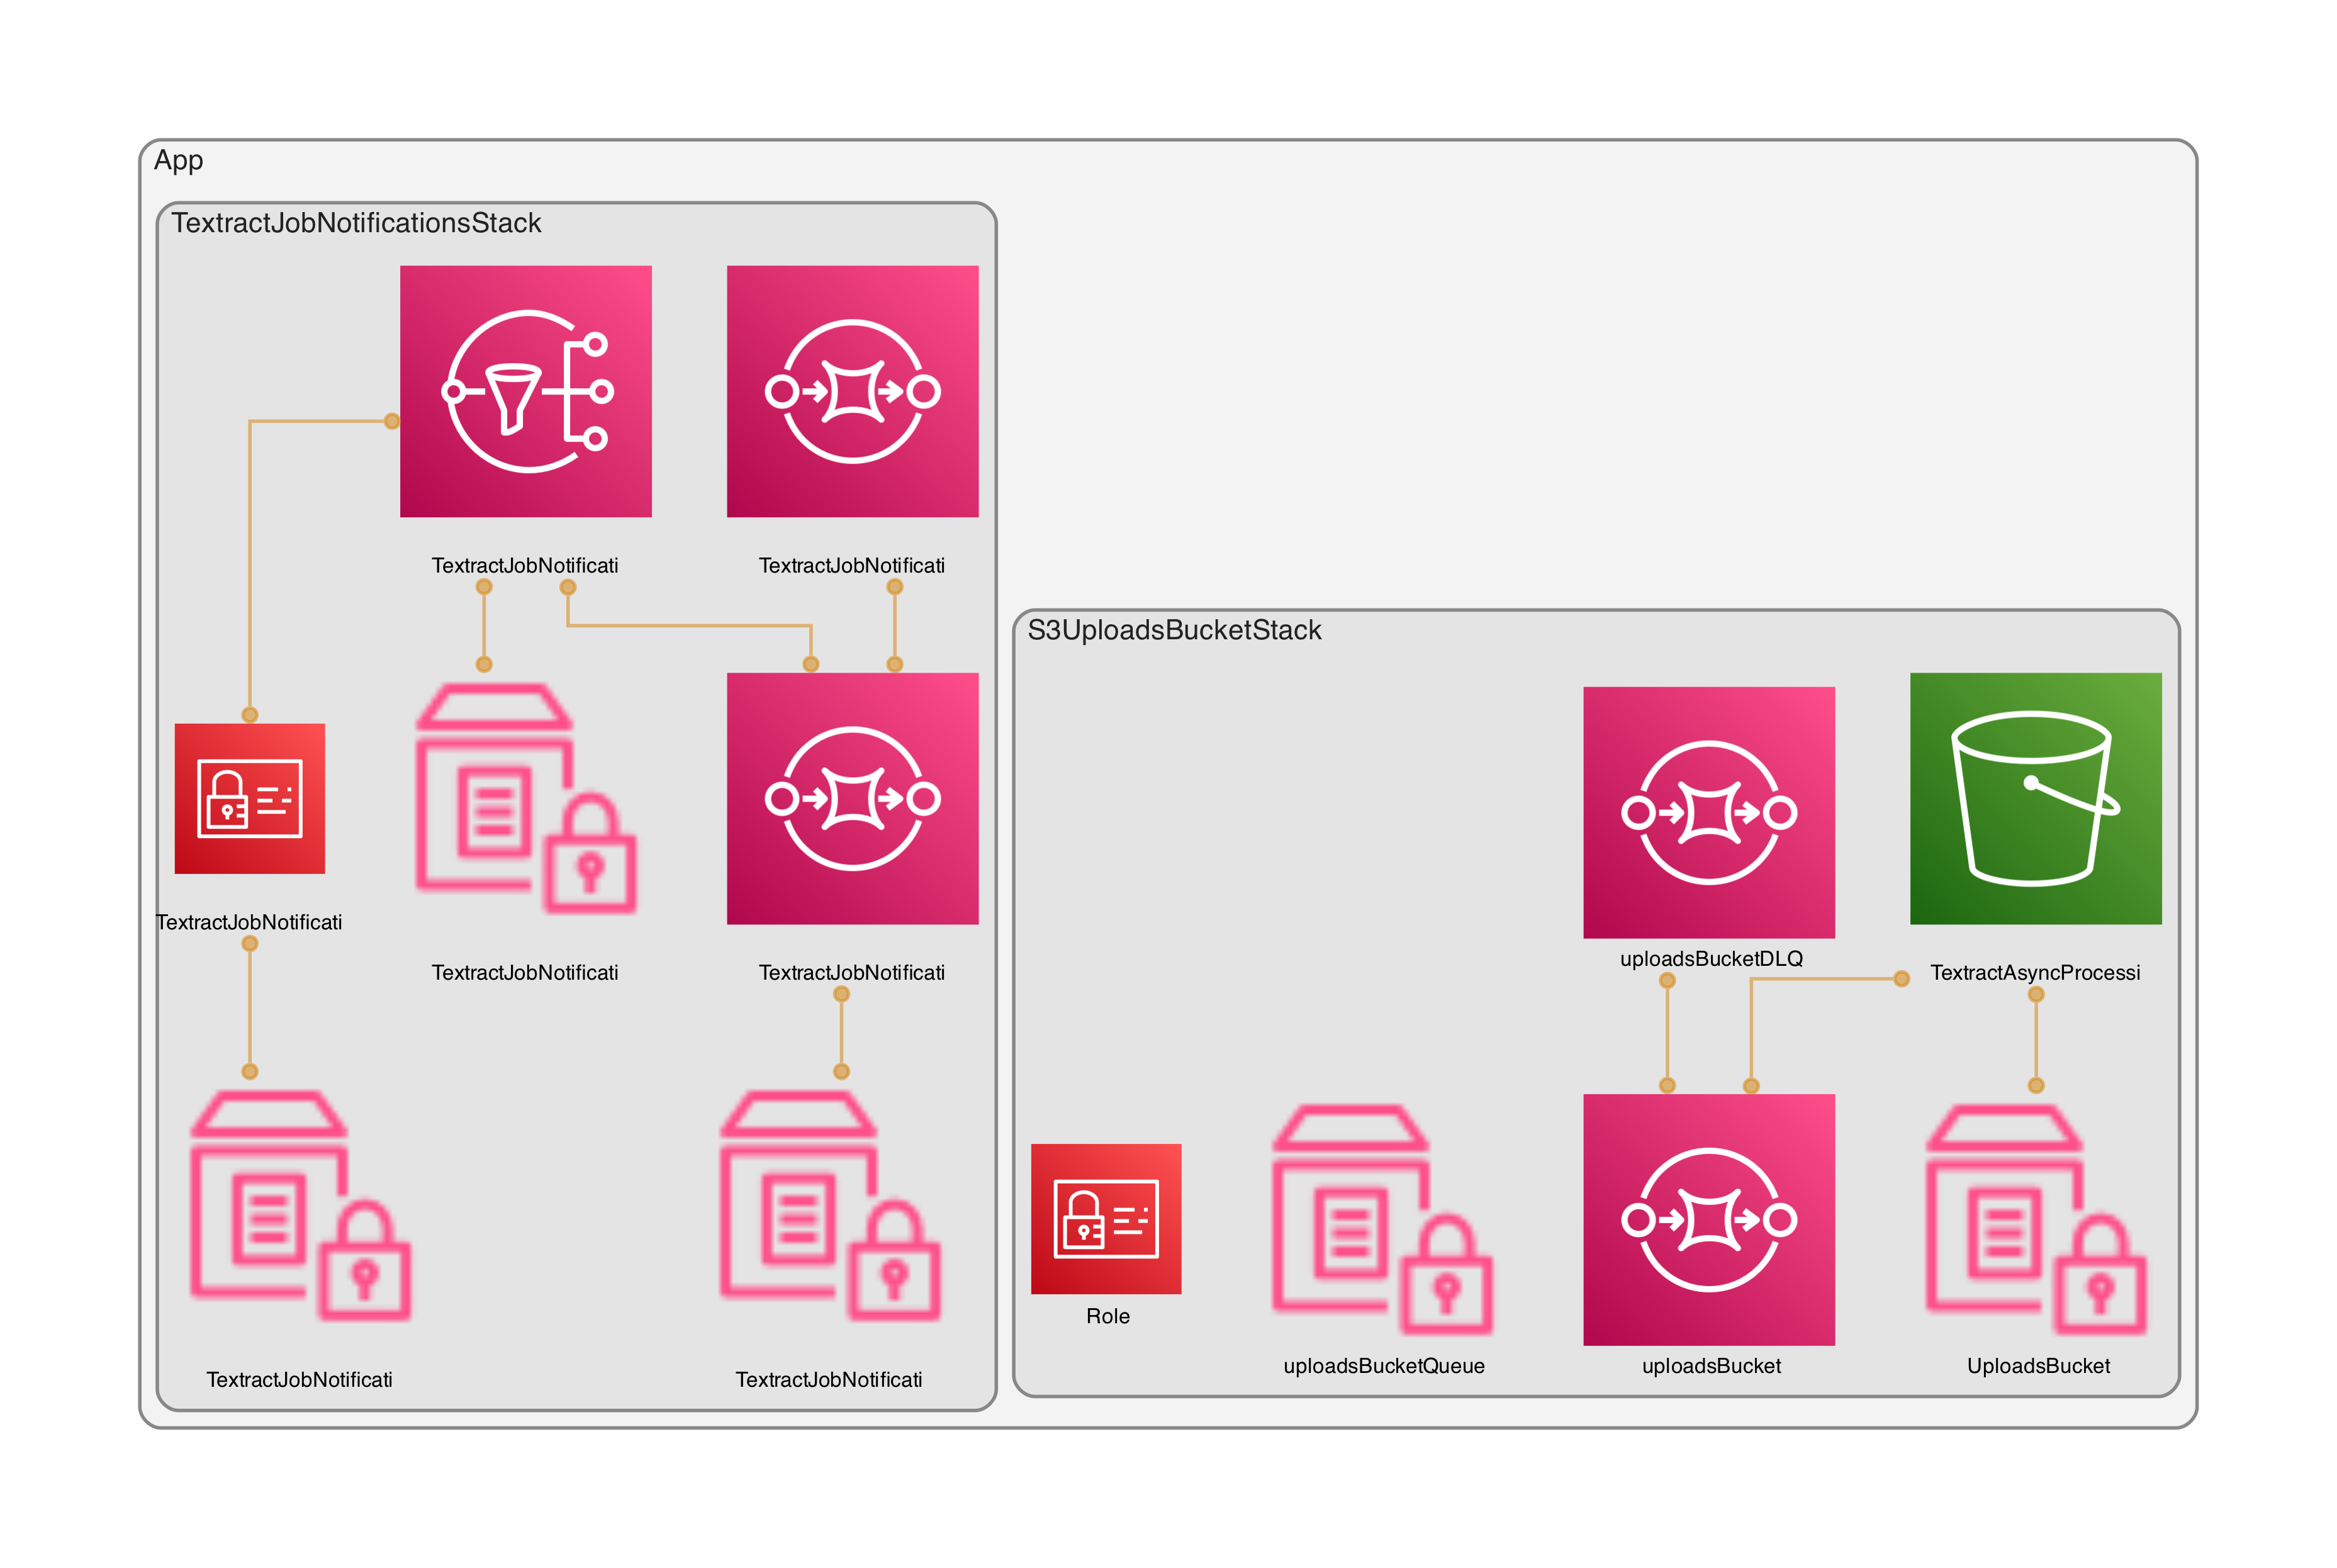 App
TextractJobNotificationsStack
TextractJobNotificati
TextractJobNotificati
S3UploadsBucketStack
TextractJobNotificati
TextractJobNotificati
TextractJobNotificati
uploadsBucketDLQ
TextractAsyncProcessi
Role
uploadsBucketQueue
uploadsBucket
UploadsBucket
TextractJobNotificati
TextractJobNotificati